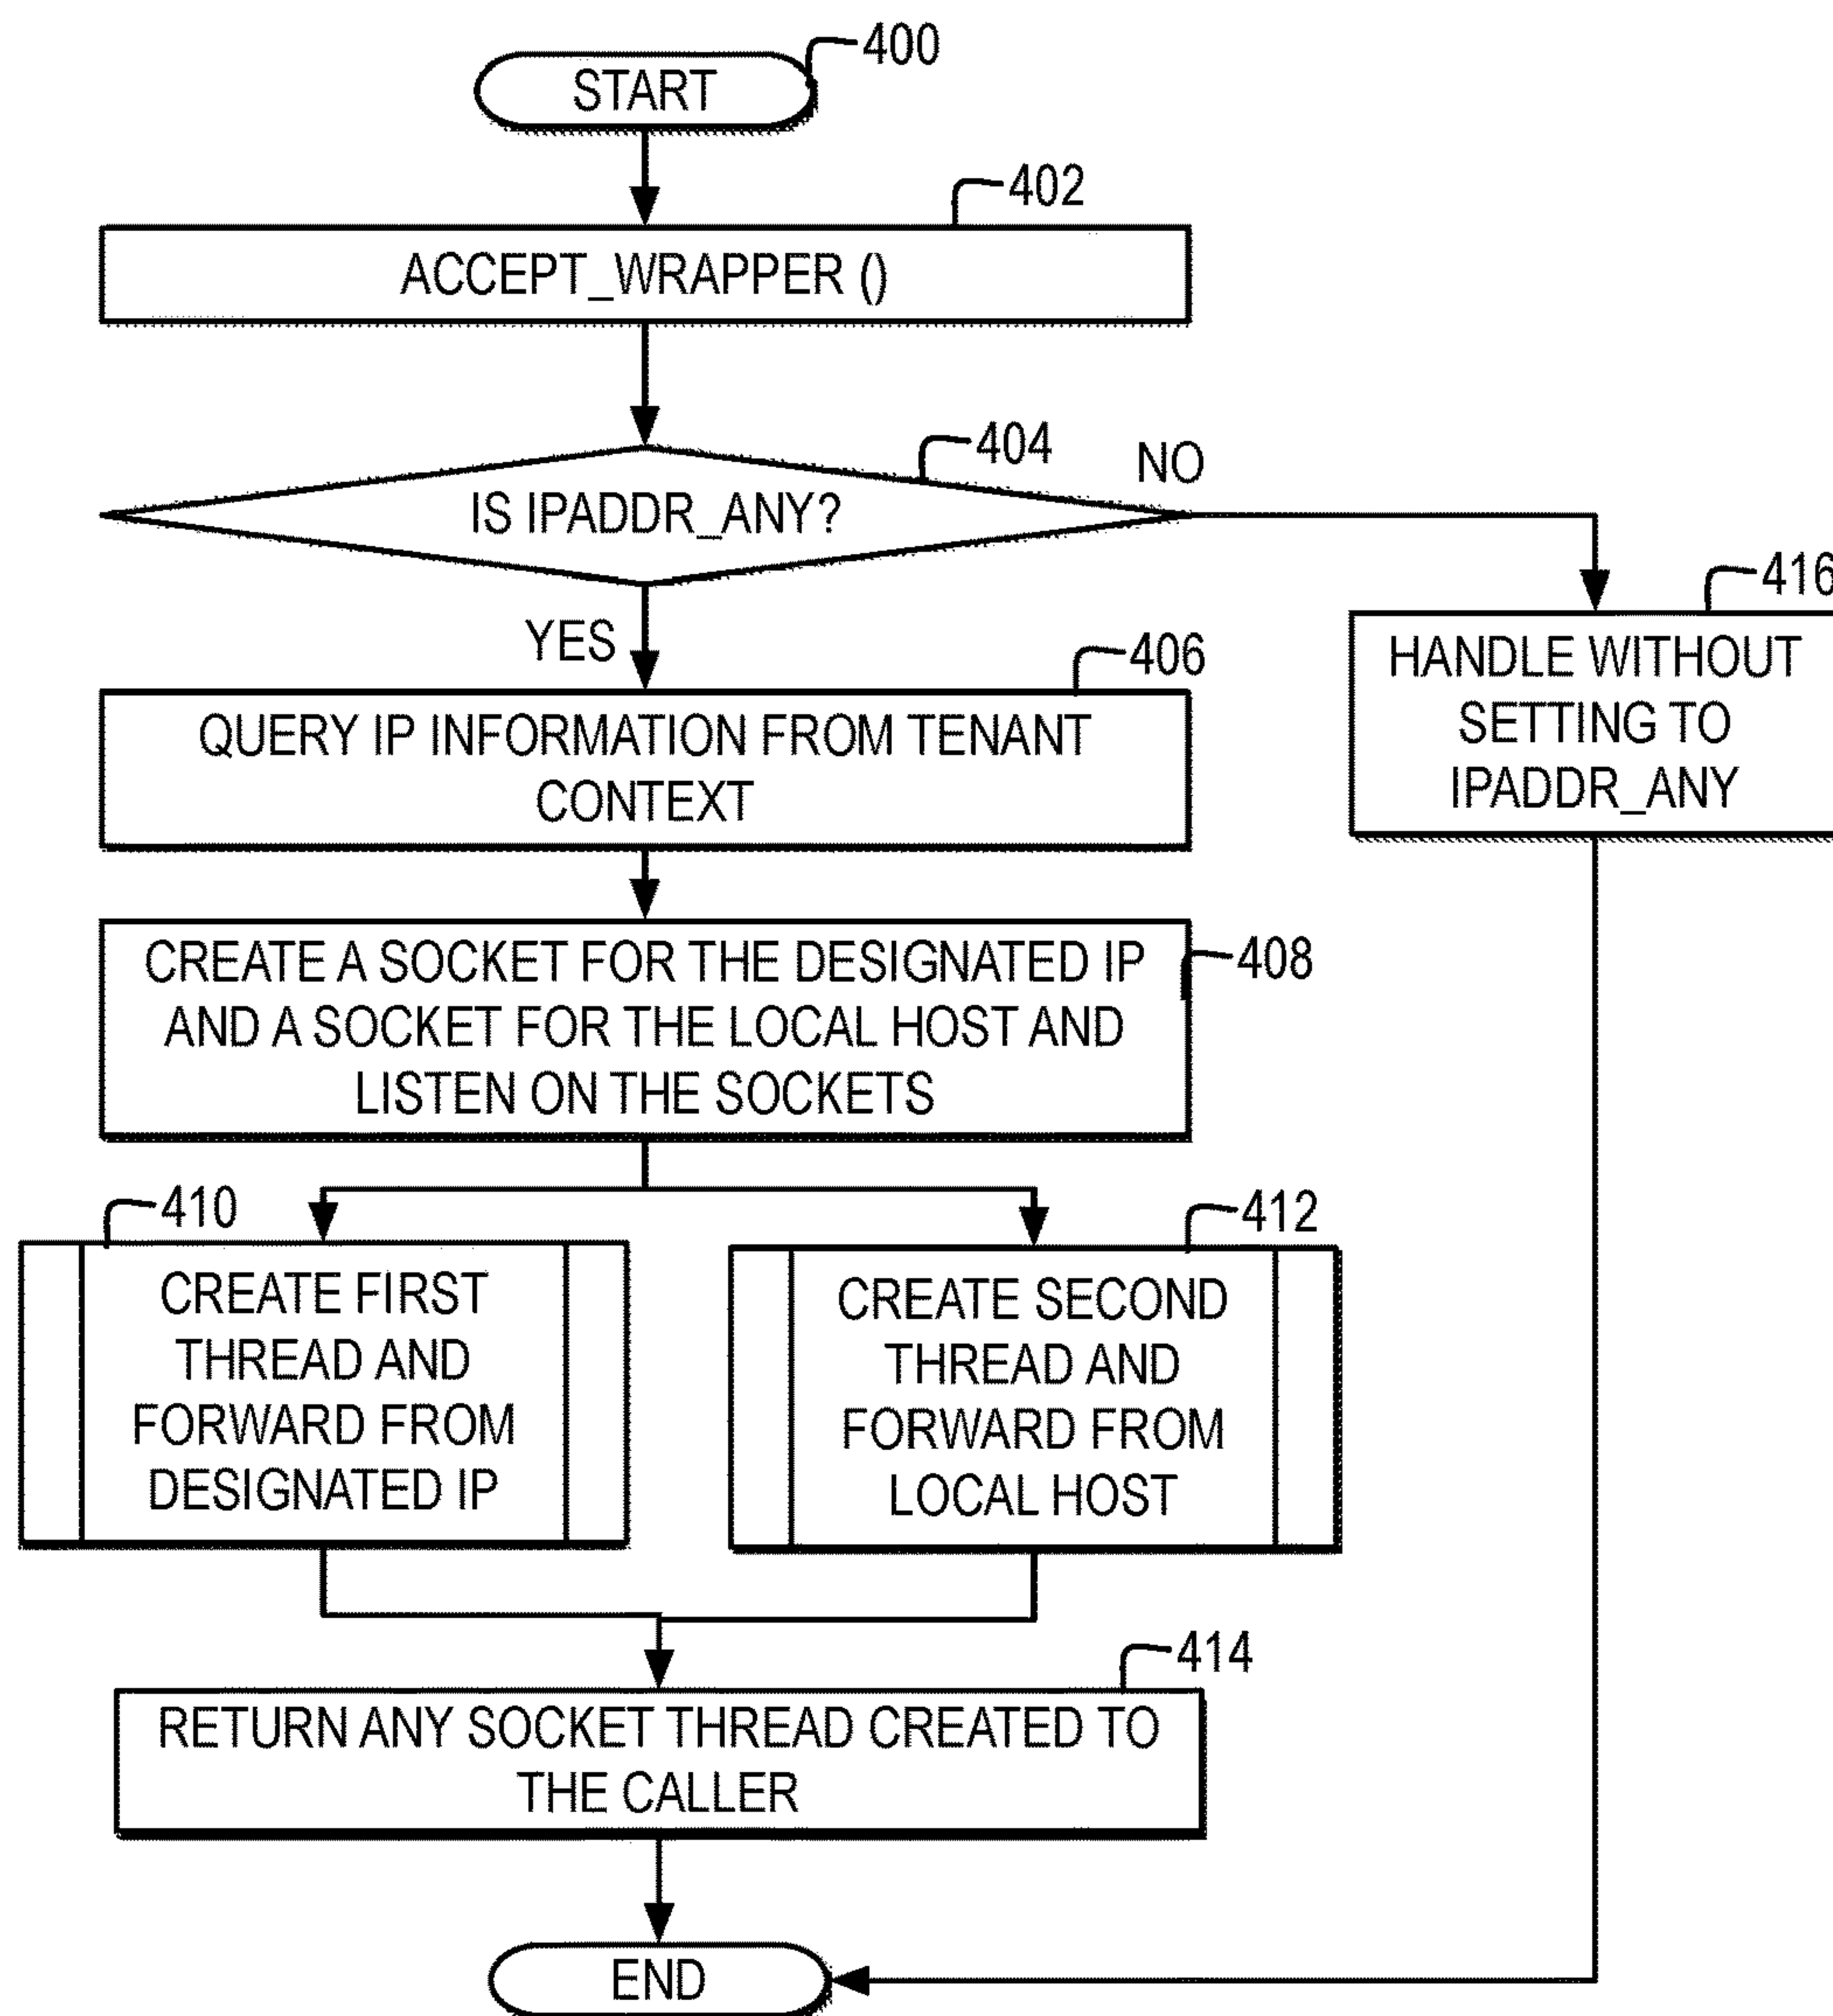 400
START
402
ACCEPT_WRAPPER ()
404
NO
IS IPADDR_ANY?
416
YES
406
HANDLE WITHOUT
SETTING TO
IPADDR_ANY
QUERY IP INFORMATION FROM TENANT
CONTEXT
408
CREATE A SOCKET FOR THE DESIGNATED IP
AND A SOCKET FOR THE LOCAL HOST AND
LISTEN ON THE SOCKETS
410
CREATE FIRST
THREAD AND
FORWARD FROM
DESIGNATED IP
412
CREATE SECOND
THREAD AND
FORWARD FROM
LOCAL HOST
414
RETURN ANY SOCKET THREAD CREATED TO
THE CALLER
END